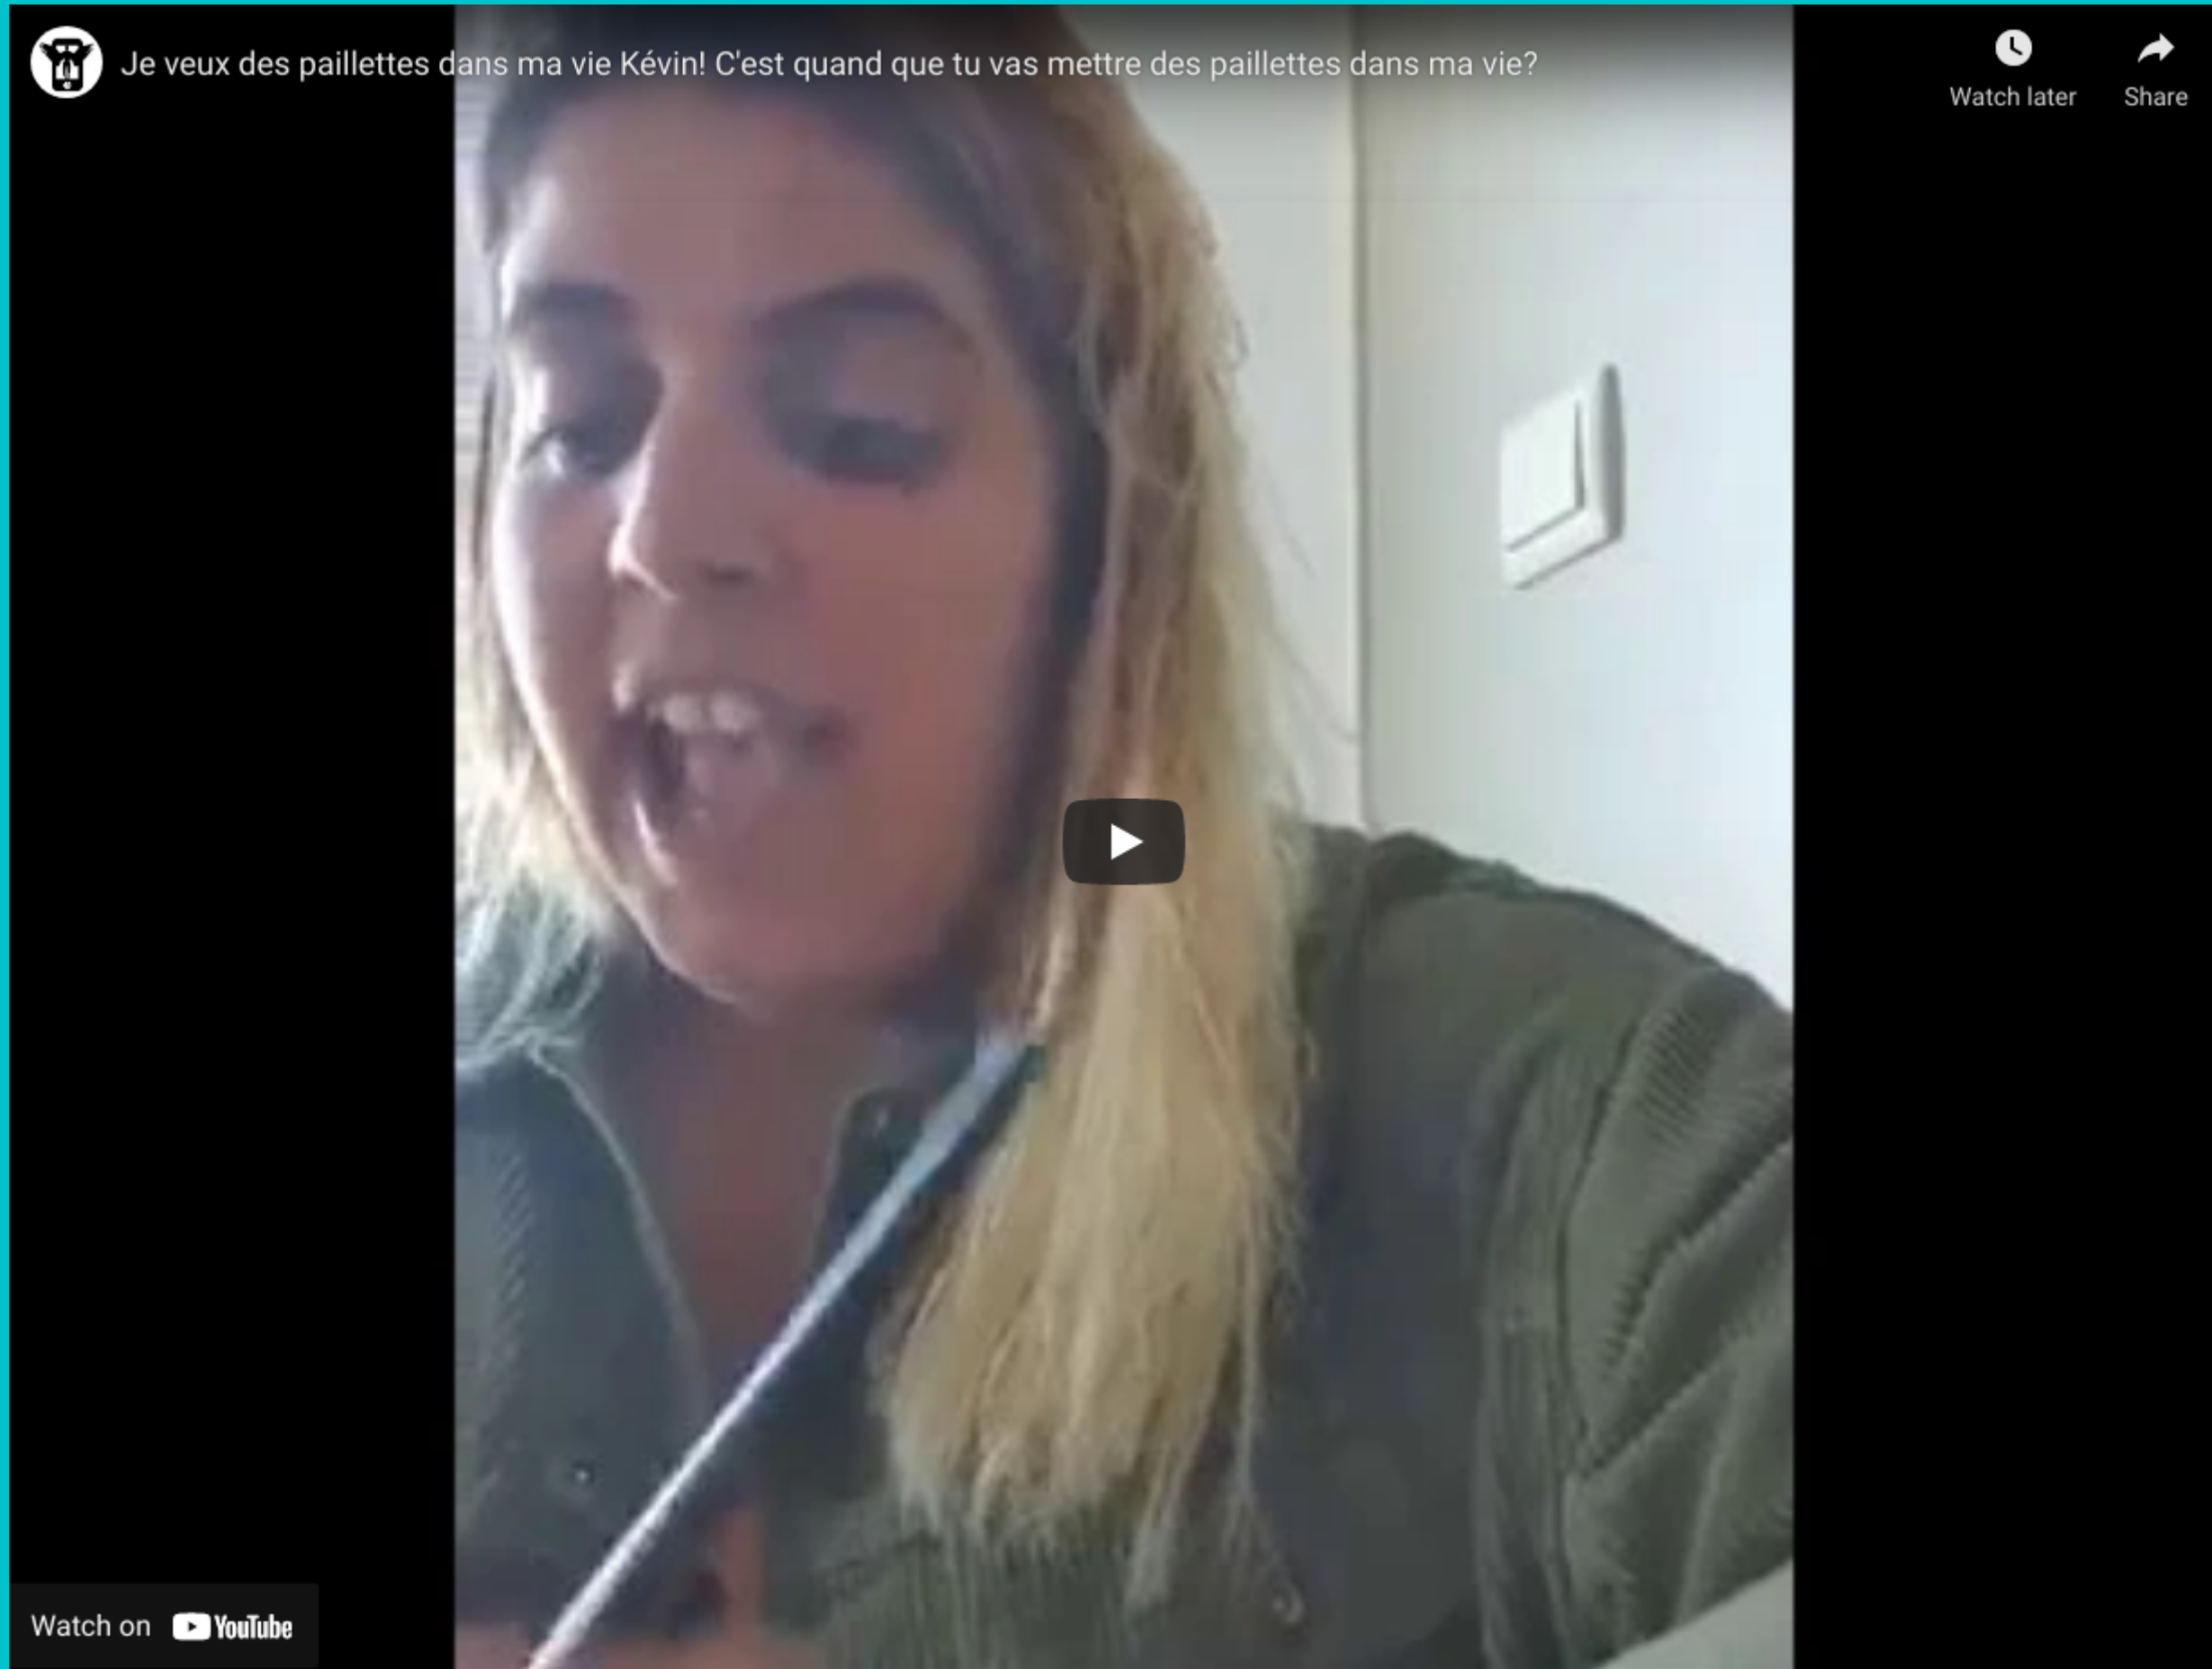 Je veux des paillettes dans ma vie Kévin! C'est quand que tu vas mettre des paillettes dans ma vie?
Watch later
Share
Watch on YouTube